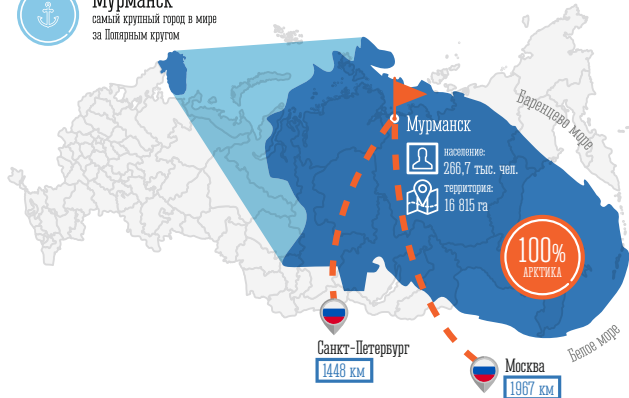 Мурманск
самый крупный город в мире
за Полярным кругом
Баренцево море
Мурманск
население:
266,7 тыс. чел.
территория:
16 815 га
100%
АРКТИКА
Санкт-Петербург
1448 км
Белое море
Москва
1967 км